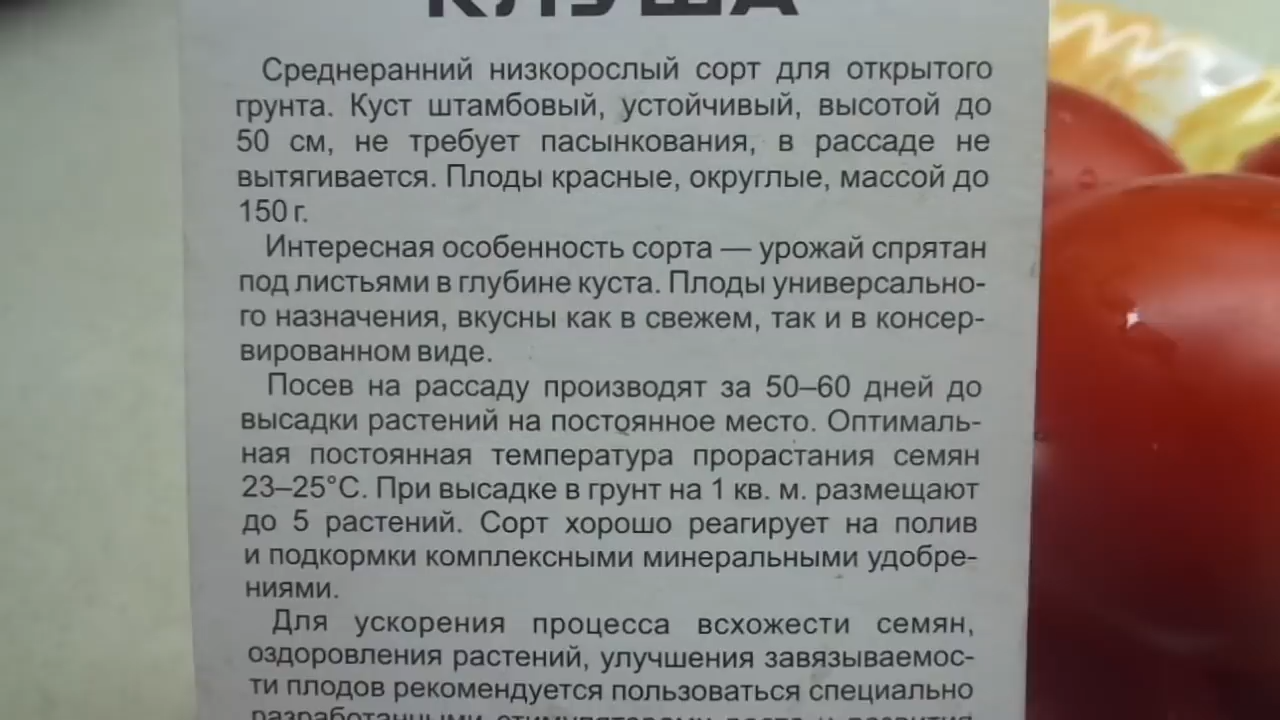 КЛУША
Среднеранний низкорослый сорт для открытого
грунта. Куст штамбовый, устойчивый, высотой до
50 см, не требует пасынкования, в рассаде не
вытягивается. Плоды красные, округлые, массой до
150 г.
Интересная особенность сорта — урожай спрятан
под листьями в глубине куста. Плоды универсально-
го назначения, вкусны как в свежем, так и в консер-
вированном виде.
Посев на рассаду производят за 50–60 дней до
высадки растений на постоянное место. Оптималь-
ная постоянная температура прорастания семян
23–25°С. При высадке в грунт на 1 кв. м. размещают
до 5 растений. Сорт хорошо реагирует на полив
и подкормки комплексными минеральными удобре-
ниями.
Для ускорения процесса всхожести семян,
оздоровления растений, улучшения завязываемос-
ти плодов рекомендуется пользоваться специально
разработанными стимуляторами роста и развития